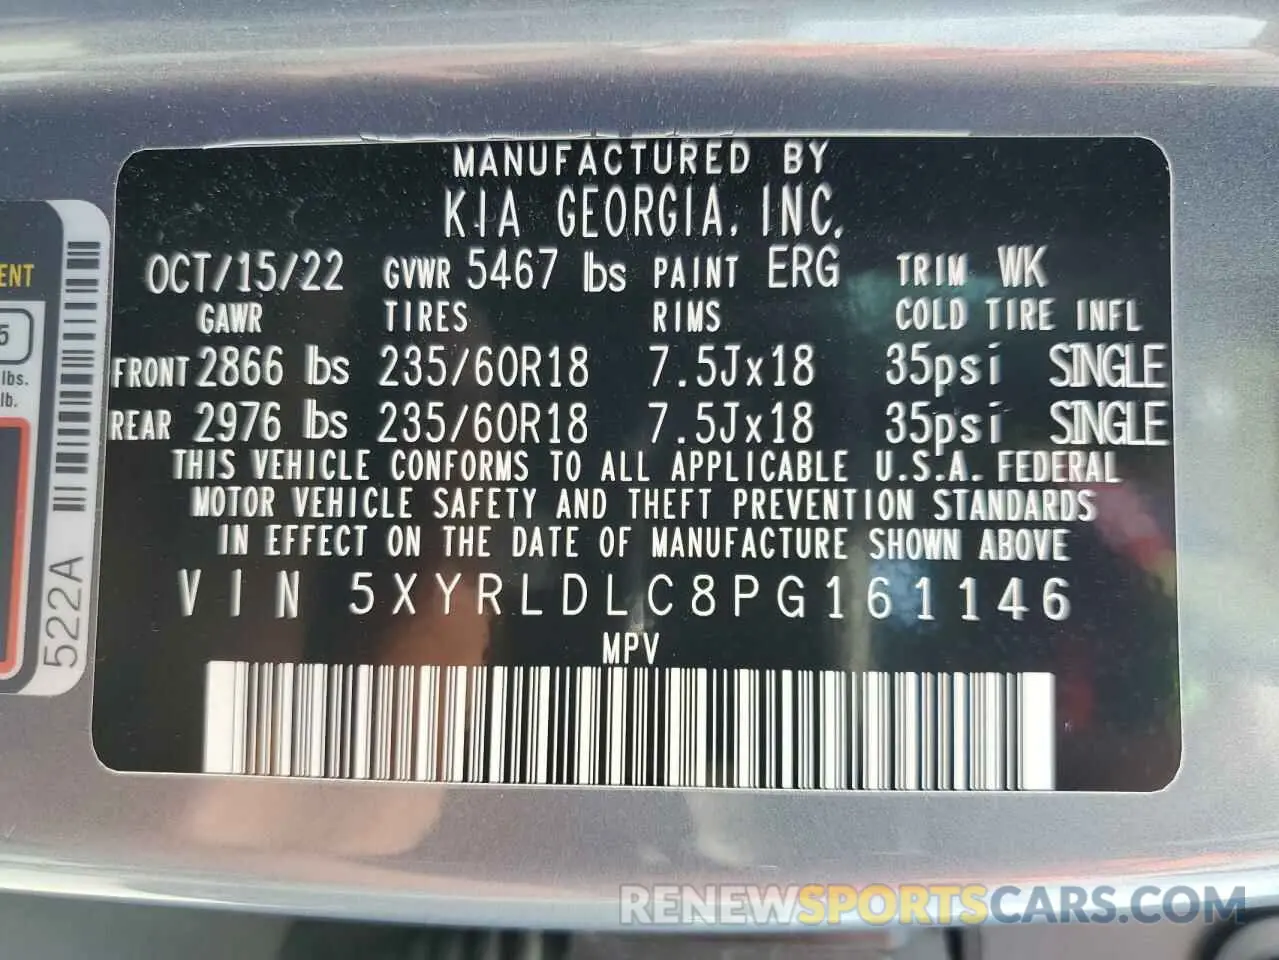 MANUFACTURED BY
KIA GEORGIA, INC.
OCT/15/22 GVWR 5467 lbs PAINT ERG TRIM WK
GAWR TIRES RIMS COLD TIRE INFL
FRONT 2866 lbs 235/60R18 7.5Jx18 35psi SINGLE
REAR 2976 lbs 235/60R18 7.5Jx18 35psi SINGLE
THIS VEHICLE CONFORMS TO ALL APPLICABLE U.S.A. FEDERAL
MOTOR VEHICLE SAFETY AND THEFT PREVENTION STANDARDS
IN EFFECT ON THE DATE OF MANUFACTURE SHOWN ABOVE
VIN 5XYRLDLC8PG161146
MPV
5
lbs.
lb.
522A
RENEWSPORTSCARS.COM